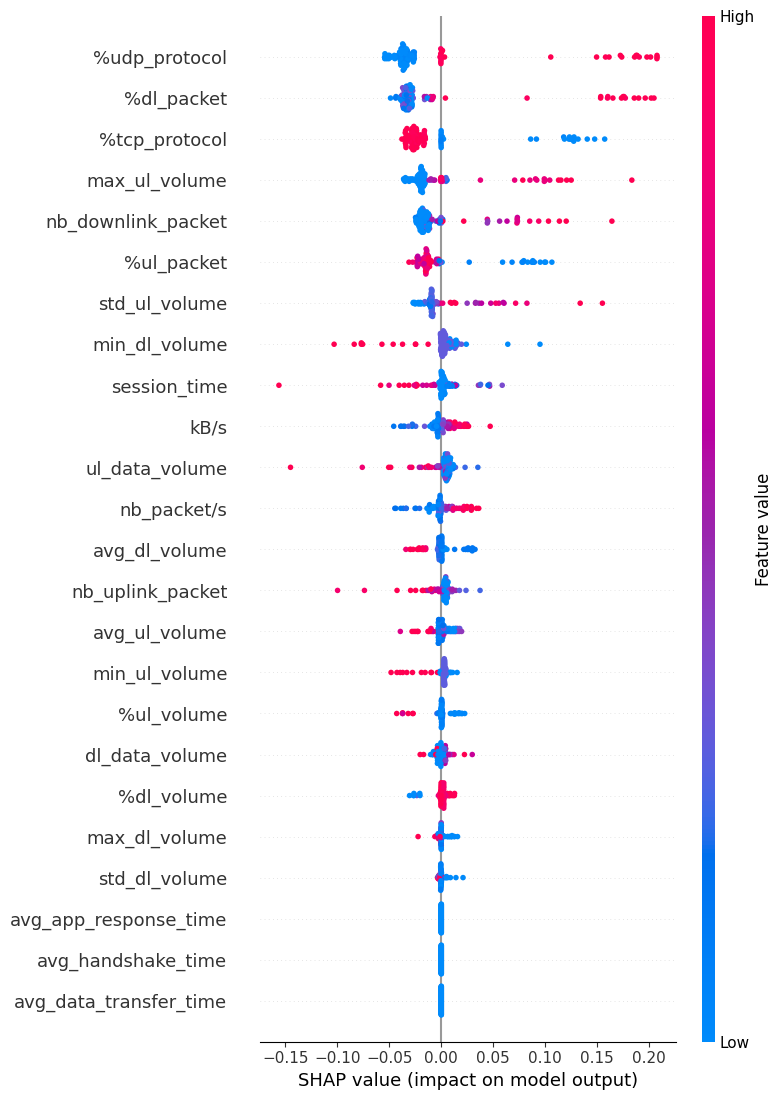 High
%udp_protocol
%dl_packet
%tcp_protocol
max_ul_volume
nb_downlink_packet
%ul_packet
std_ul_volume
min_dl_volume
session_time
kB/s
ul_data_volume
nb_packet/s
avg_dl_volume
nb_uplink_packet
avg_ul_volume
min_ul_volume
%ul_volume
dl_data_volume
%dl_volume
max_dl_volume
std_dl_volume
avg_app_response_time
avg_handshake_time
avg_data_transfer_time
Feature value
Low
−0.15 −0.10 −0.05 0.00 0.05 0.10 0.15 0.20
SHAP value (impact on model output)